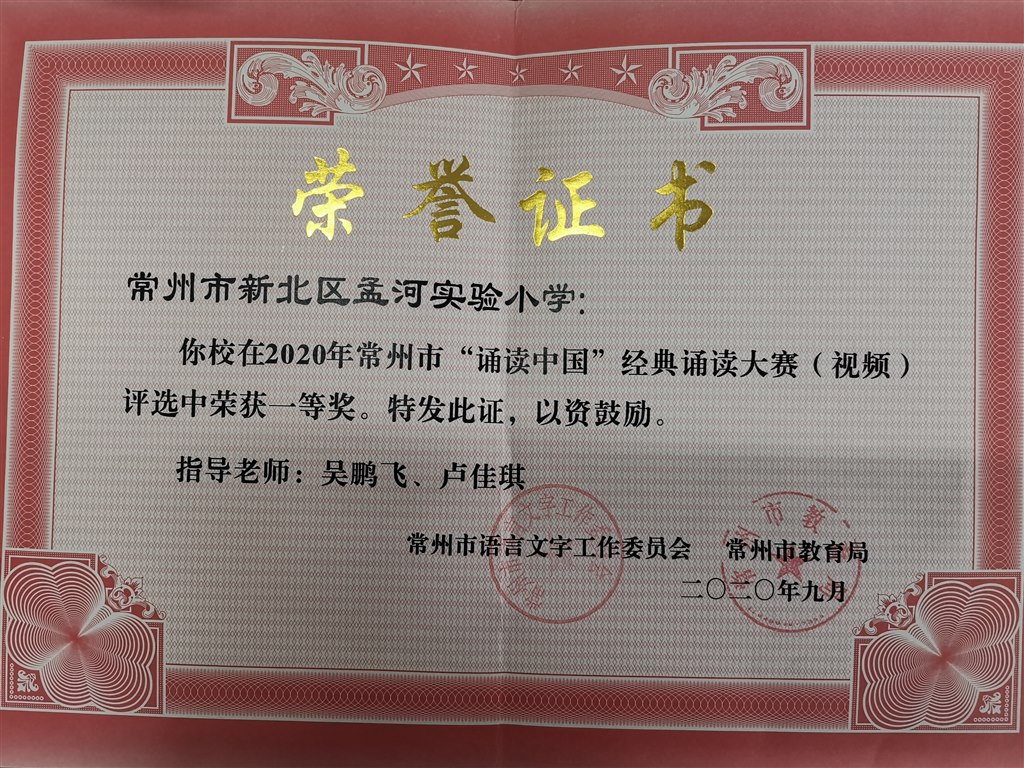 荣誉证书
常州市新北区孟河实验小学：
你校在2020年常州市“诵读中国”经典诵读大赛（视频）
评选中荣获一等奖。特发此证，以资鼓励。
指导老师：吴鹏飞、卢佳琪
常州市语言文字工作委员会 常州市教育局
二〇二〇年九月